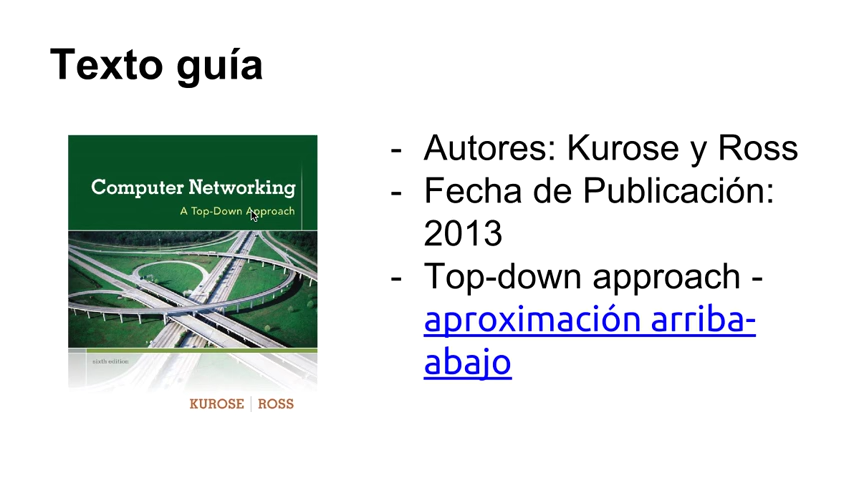 Texto guía
Computer Networking
A Top-Down Approach
ninth edition
KUROSE | ROSS
- Autores: Kurose y Ross
- Fecha de Publicación:
2013
- Top-down approach -
aproximación arriba-
abajo